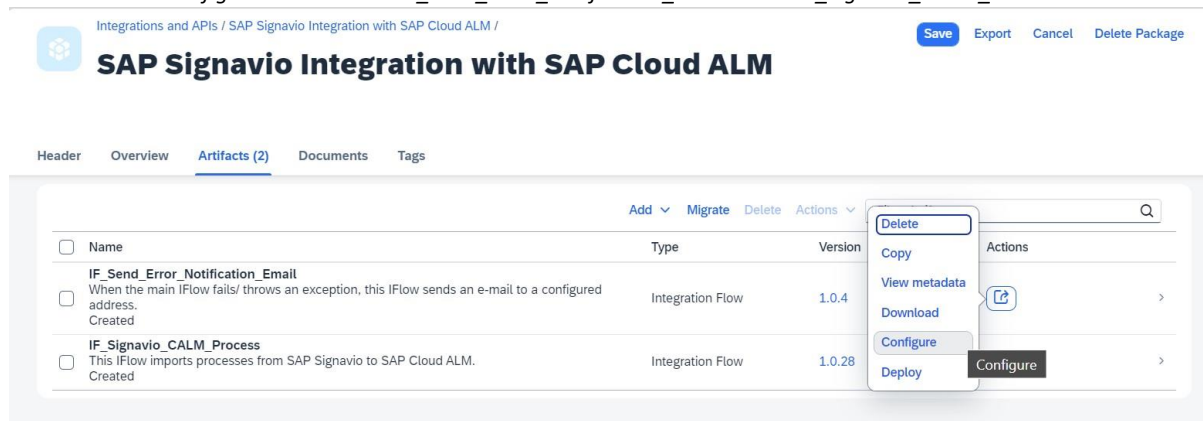 Integrations and APIs / SAP Signavio Integration with SAP Cloud ALM /
Save Export Cancel Delete Package
SAP Signavio Integration with SAP Cloud ALM
Header Overview Artifacts (2) Documents Tags
Add Migrate Delete Actions
Name Type Version Actions
IF_Send_Error_Notification_Email
When the main IFlow fails/ throws an exception, this IFlow sends an e-mail to a configured
address.
Created
Integration Flow 1.0.4
IF_Signavio_CALM_Process
This IFlow imports processes from SAP Signavio to SAP Cloud ALM.
Created
Integration Flow 1.0.28
Delete
Copy
View metadata
Download
Configure
Deploy
Configure